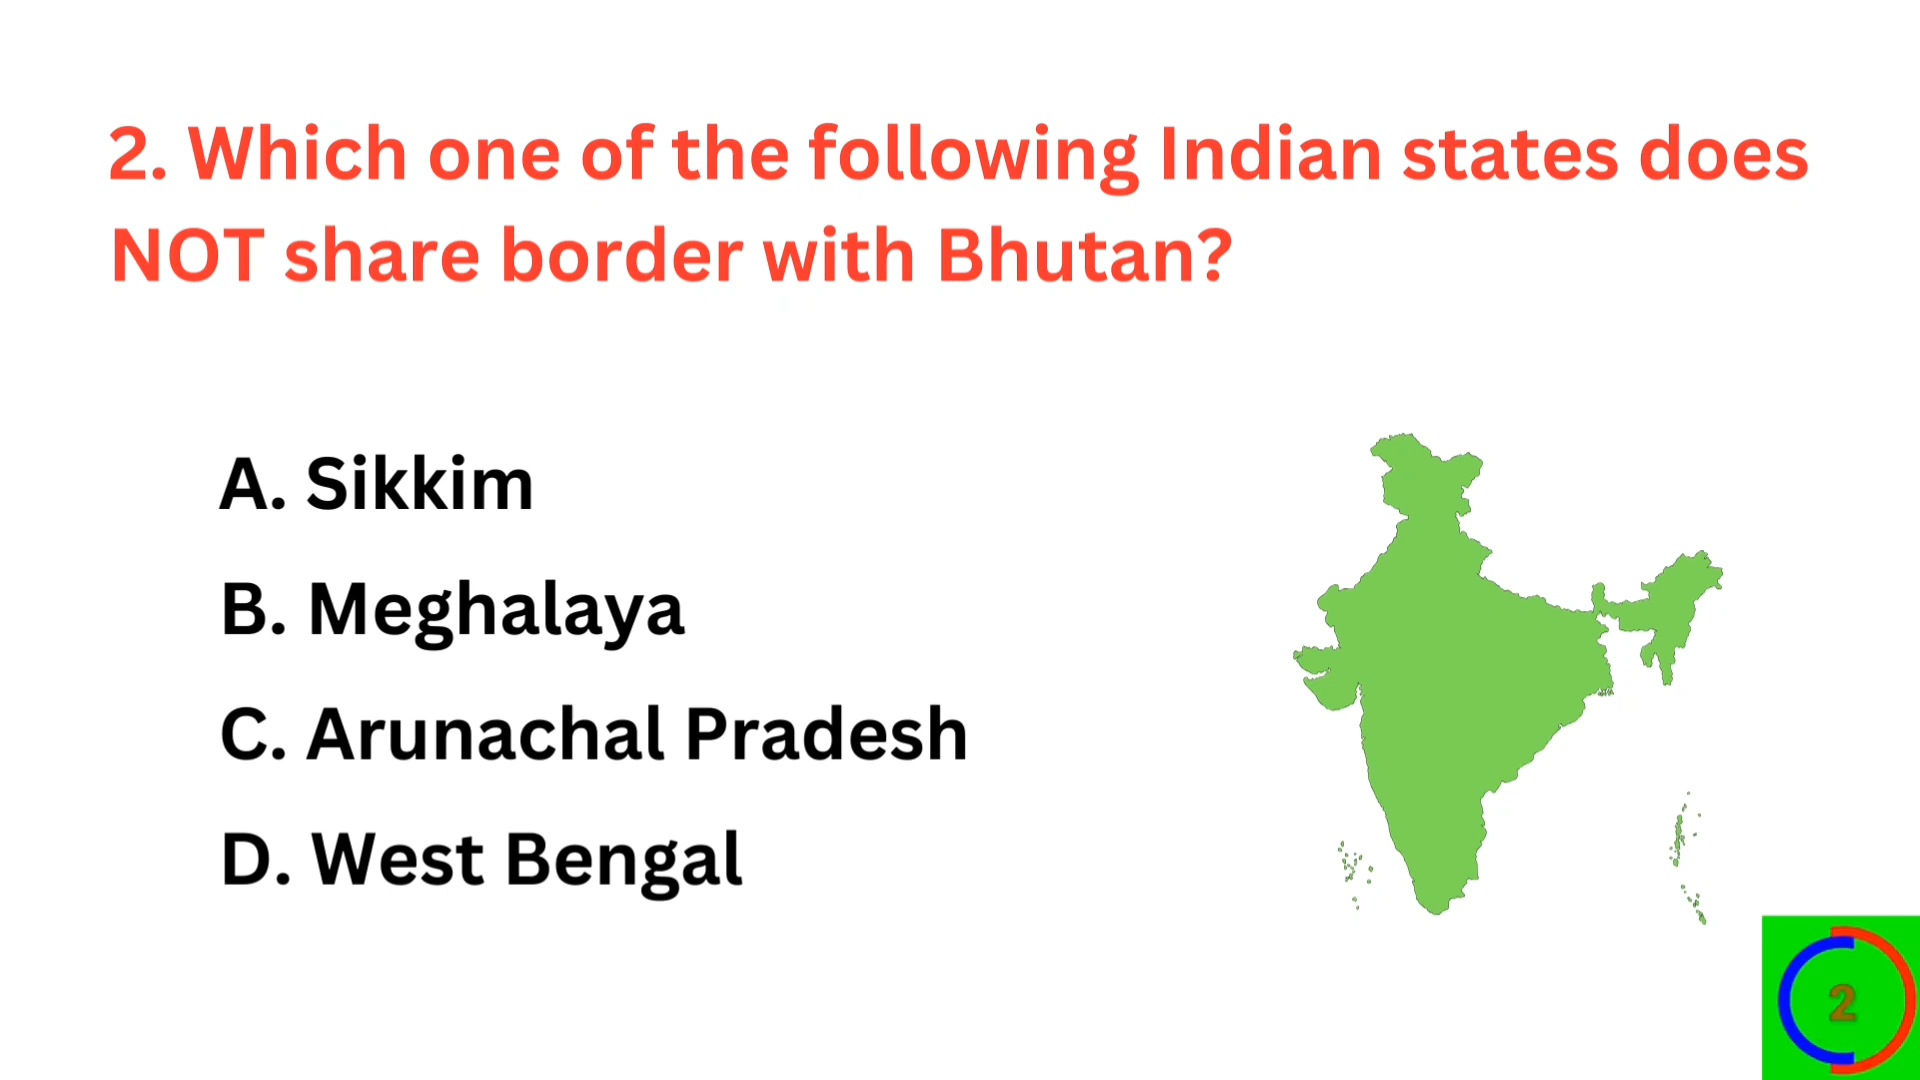 2. Which one of the following Indian states does
NOT share border with Bhutan?
A. Sikkim
B. Meghalaya
C. Arunachal Pradesh
D. West Bengal
2